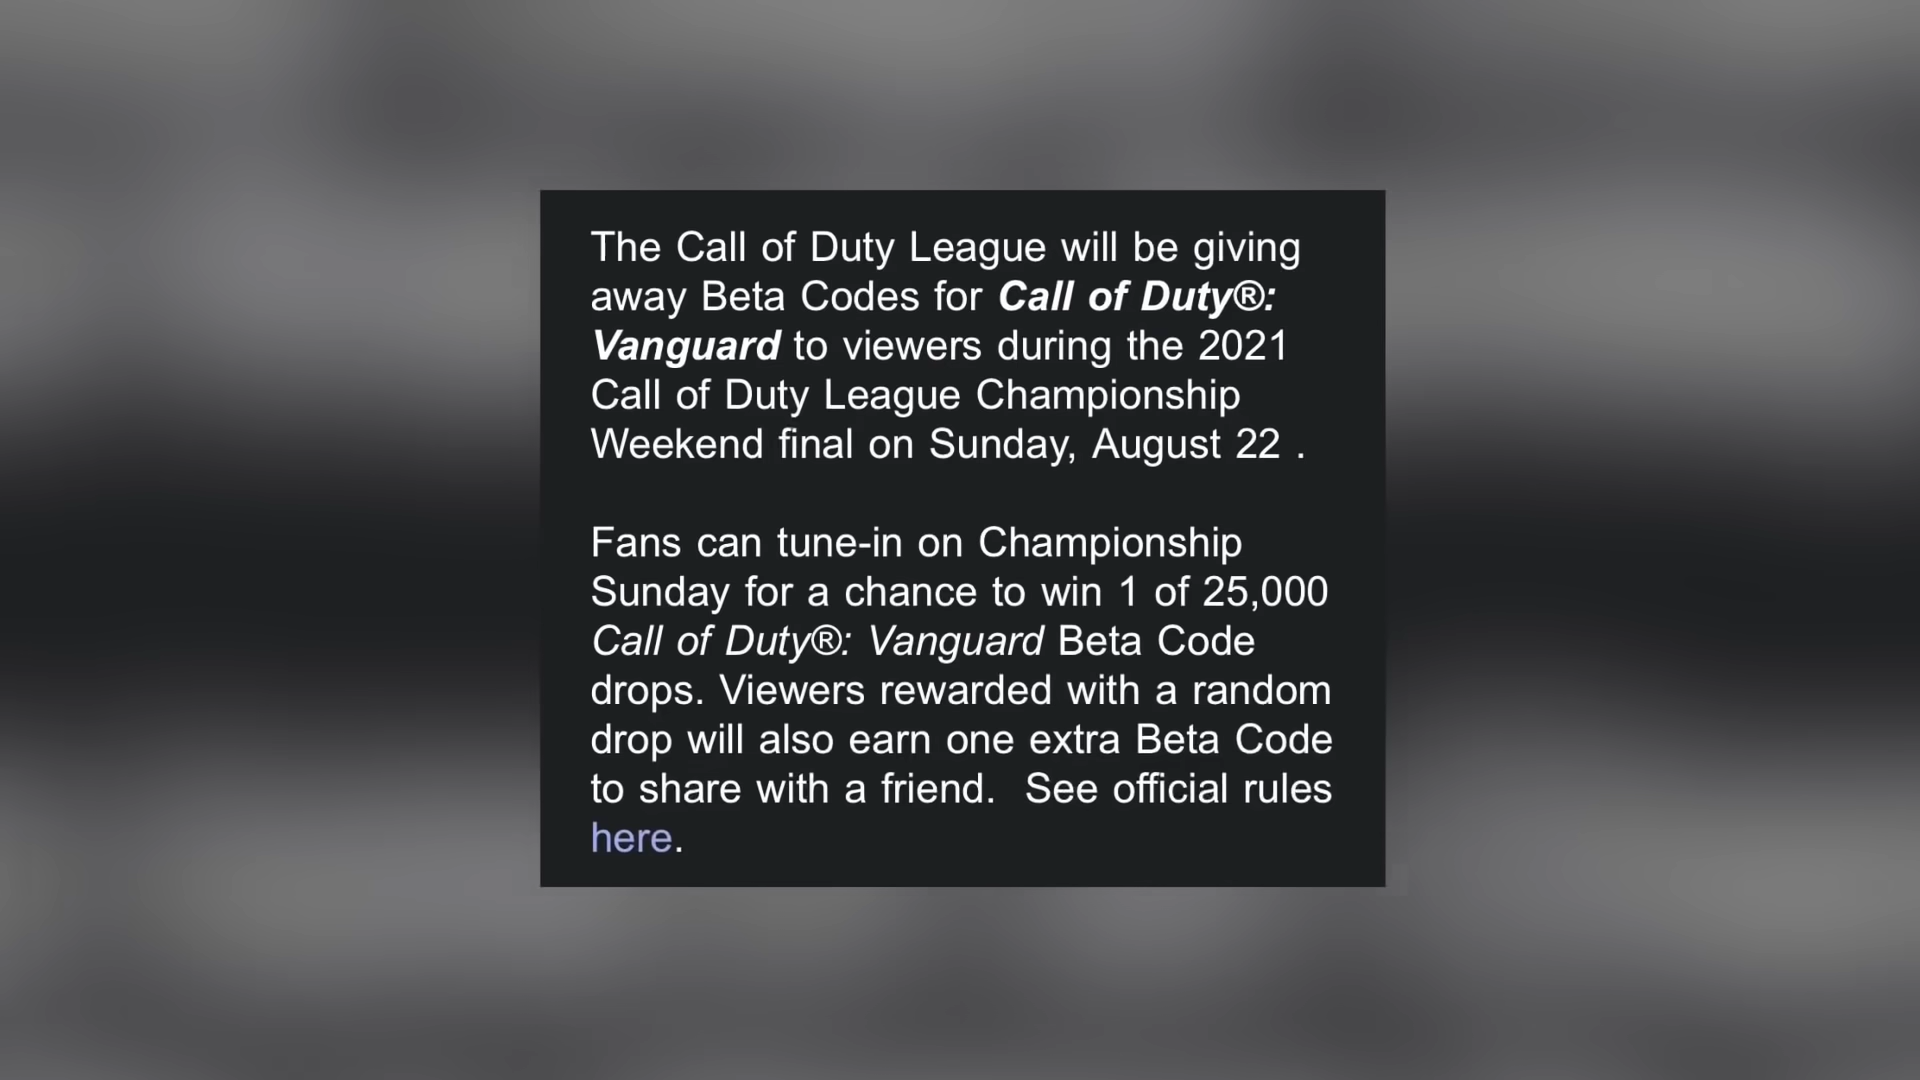 The Call of Duty League will be giving
away Beta Codes for Call of Duty®:
Vanguard to viewers during the 2021
Call of Duty League Championship
Weekend final on Sunday, August 22 .
Fans can tune-in on Championship
Sunday for a chance to win 1 of 25,000
Call of Duty®: Vanguard Beta Code
drops. Viewers rewarded with a random
drop will also earn one extra Beta Code
to share with a friend.  See official rules
here.